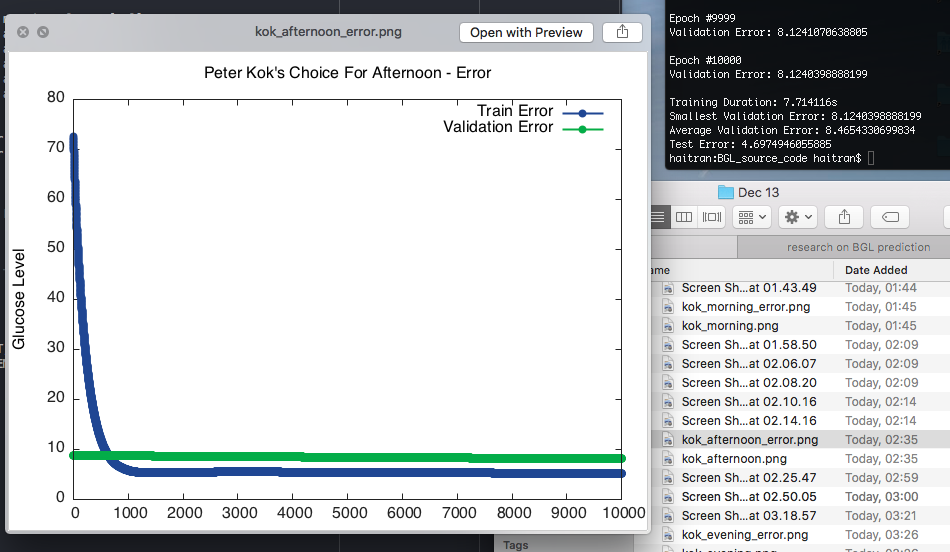 kok_afternoon_error.png
Open with Preview
Peter Kok's Choice For Afternoon - Error
Train Error
Validation Error
Glucose Level
80
70
60
50
40
30
20
10
0
0 1000 2000 3000 4000 5000 6000 7000 8000 9000 10000
Epoch #9999
Validation Error: 8.1241070638805
Epoch #10000
Validation Error: 8.1240398888199
Training Duration: 7.714116s
Smallest Validation Error: 8.1240398888199
Average Validation Error: 8.4654330699834
Test Error: 4.6974946055885
haitran:BGL_source_code haitran$
Dec 13
research on BGL prediction
ame Date Added
Screen Sh...at 01.43.49 Today, 01:44
kok_morning_error.png Today, 01:45
kok_morning.png Today, 01:45
Screen Sh...at 01.58.50 Today, 02:09
Screen Sh...at 02.06.07 Today, 02:09
Screen Sh...at 02.08.20 Today, 02:09
Screen Sh...at 02.10.16 Today, 02:14
Screen Sh...at 02.14.16 Today, 02:14
kok_afternoon_error.png Today, 02:35
kok_afternoon.png Today, 02:35
Screen Sh...at 02.25.47 Today, 02:59
Screen Sh...at 02.50.05 Today, 03:00
Screen Sh...at 03.18.57 Today, 03:21
kok_evening_error.png Today, 03:26
kok_evening.png Today, 03:26
Tags